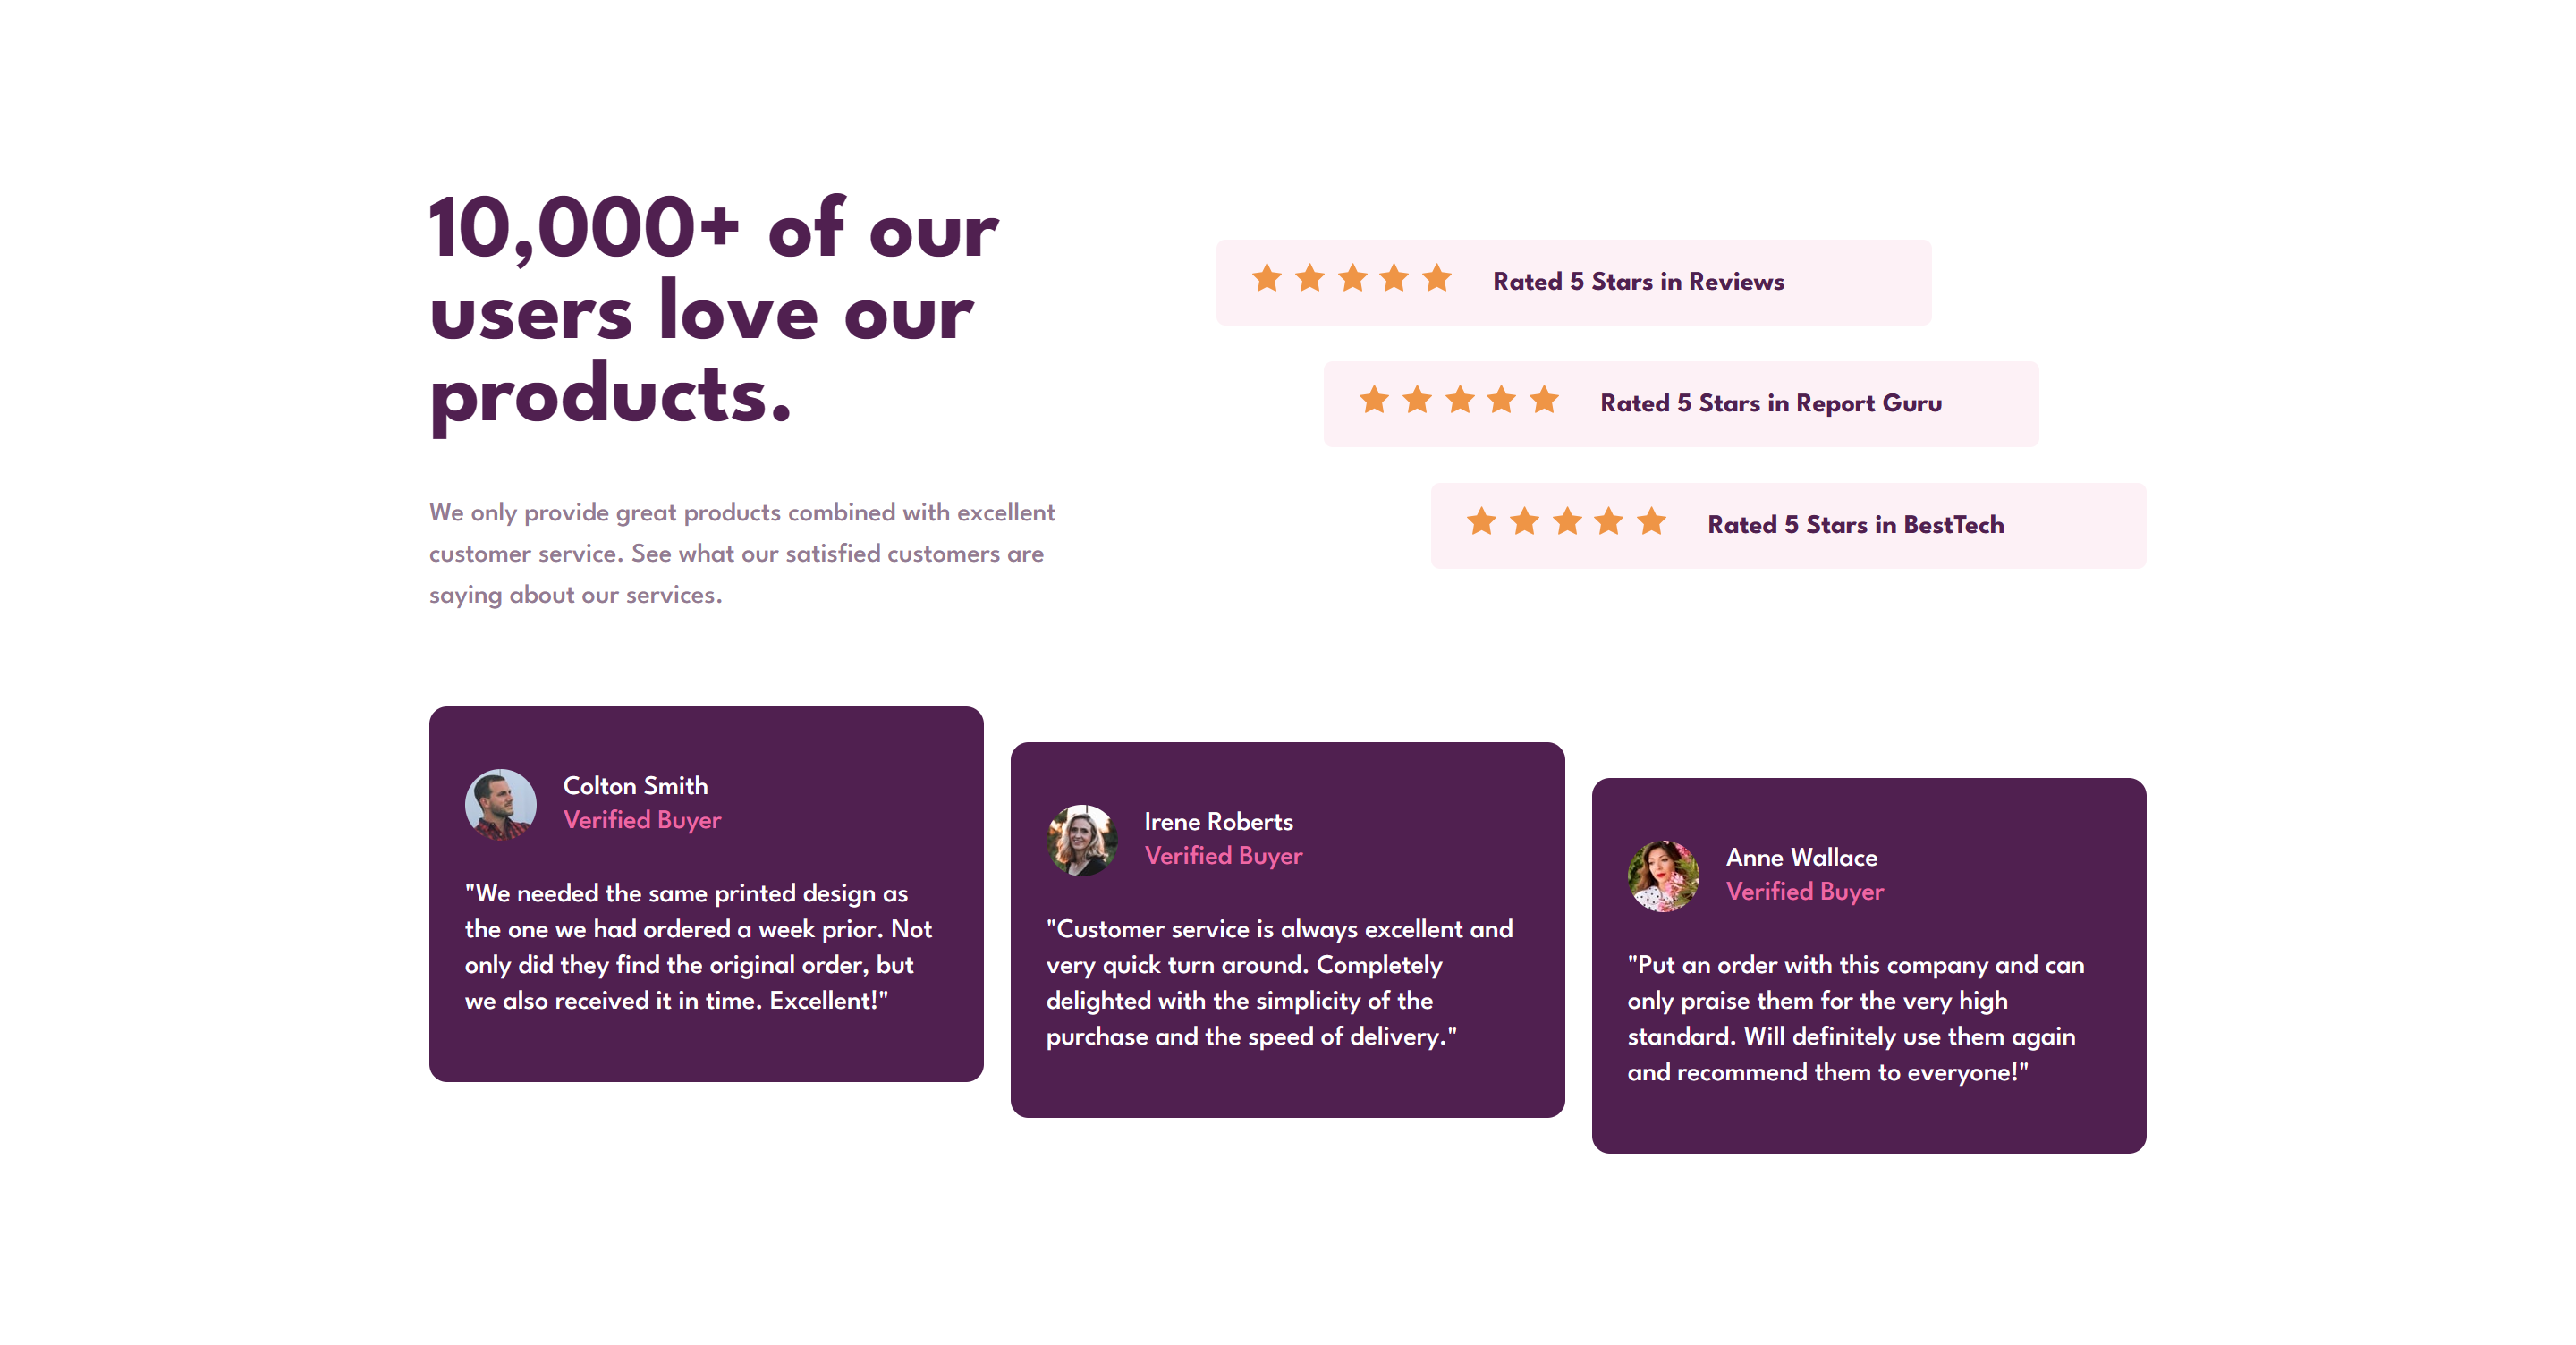 10,000+ of our
users love our
products.
We only provide great products combined with excellent
customer service. See what our satisfied customers are
saying about our services.
Rated 5 Stars in Reviews
Rated 5 Stars in Report Guru
Rated 5 Stars in BestTech
Colton Smith
Verified Buyer
"We needed the same printed design as
the one we had ordered a week prior. Not
only did they find the original order, but
we also received it in time. Excellent!"
Irene Roberts
Verified Buyer
"Customer service is always excellent and
very quick turn around. Completely
delighted with the simplicity of the
purchase and the speed of delivery."
Anne Wallace
Verified Buyer
"Put an order with this company and can
only praise them for the very high
standard. Will definitely use them again
and recommend them to everyone!"